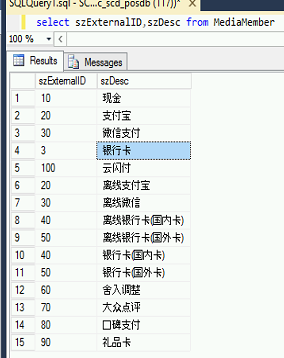 SQLQuery1.sql - SC...c_scd_posdb (117))*
select szExternalID,szDesc from MediaMember
100 %
Results Messages
szExternalID szDesc
1 10 现金
2 20 支付宝
3 30 微信支付
4 3 银行卡
5 100 云闪付
6 20 离线支付宝
7 30 离线微信
8 40 离线银行卡(国内卡)
9 50 离线银行卡(国外卡)
10 40 银行卡(国内卡)
11 50 银行卡(国外卡)
12 60 舍入调整
13 70 大众点评
14 80 口碑支付
15 90 礼品卡